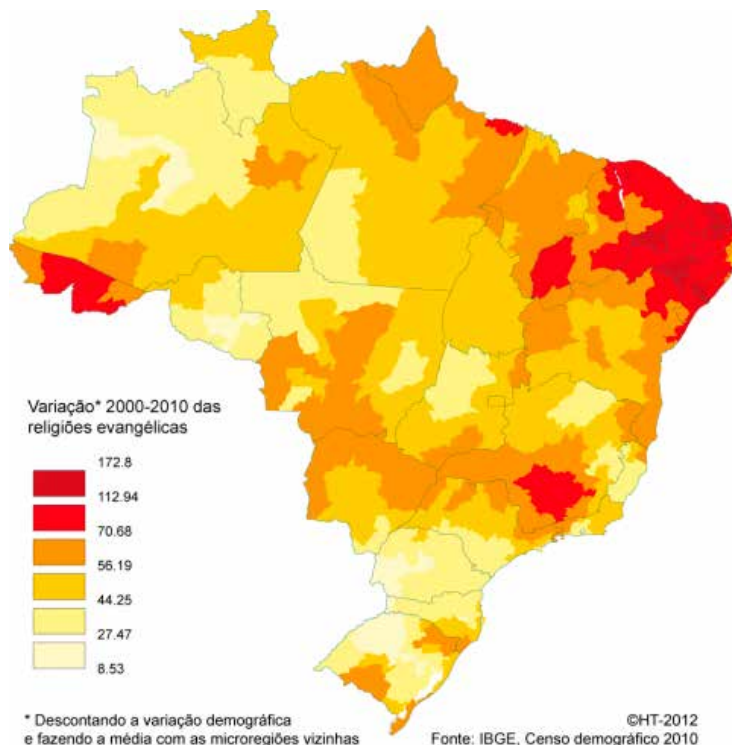 Variação* 2000-2010 das
religiões evangélicas
172.8
112.94
70.68
56.19
44.25
27.47
8.53
* Descontando a variação demográfica
e fazendo a média com as microregiões vizinhas
©HT-2012
Fonte: IBGE, Censo demográfico 2010